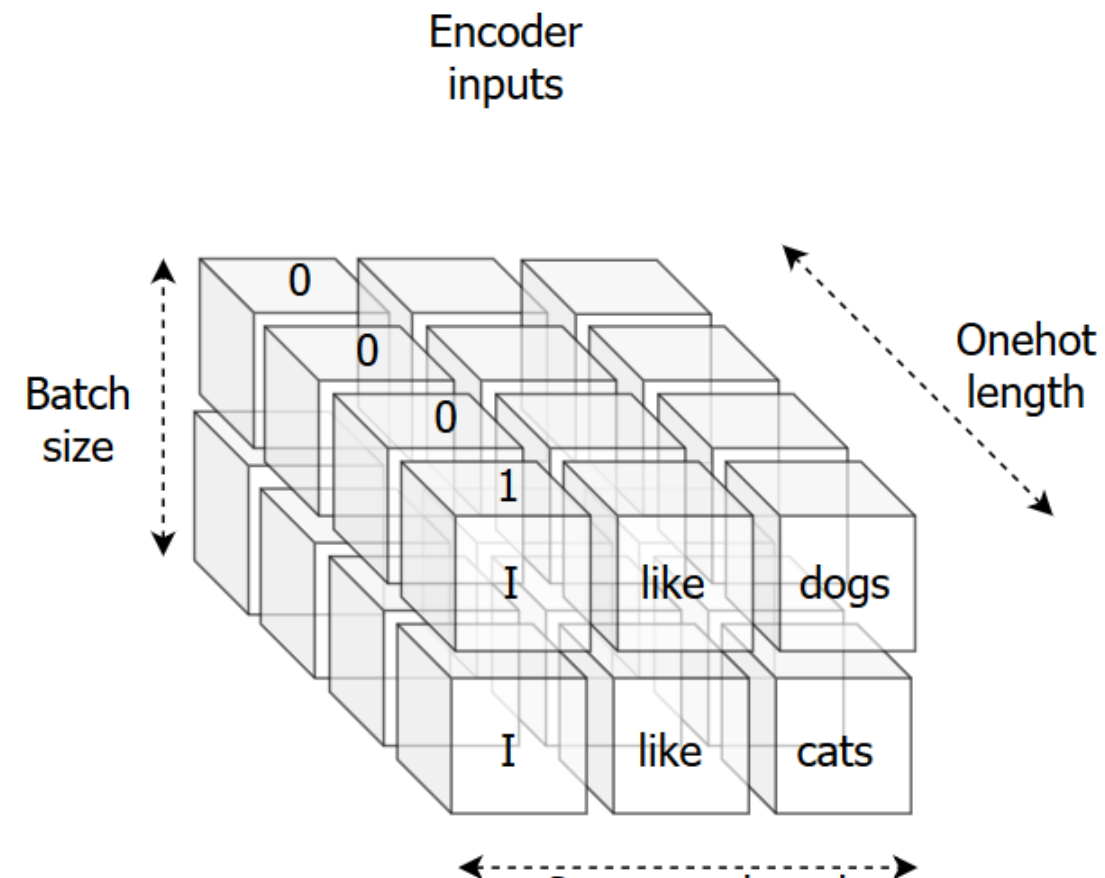 Encoder
inputs
0
0
0
1
Batch
size
Onehot
length
I like dogs
I like cats